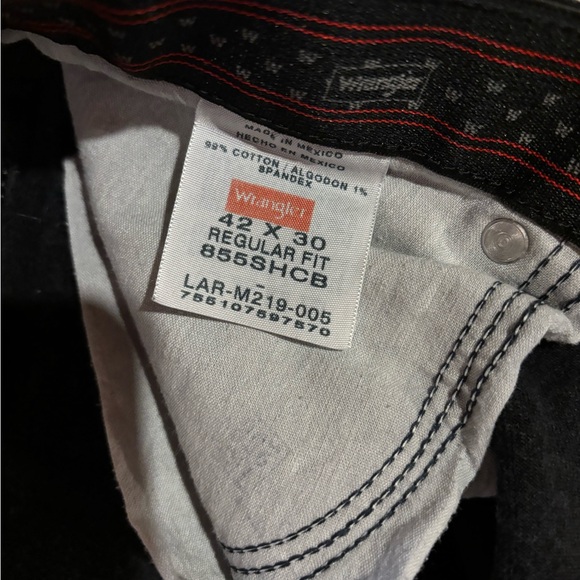 Wrangler
MADE IN MEXICO
HECHO EN MEXICO
99% COTTON / ALGODON 1%
SPANDEX
Wrangler
42 X 30
REGULAR FIT
855SHCB
-
LAR-M219-005
755107597570